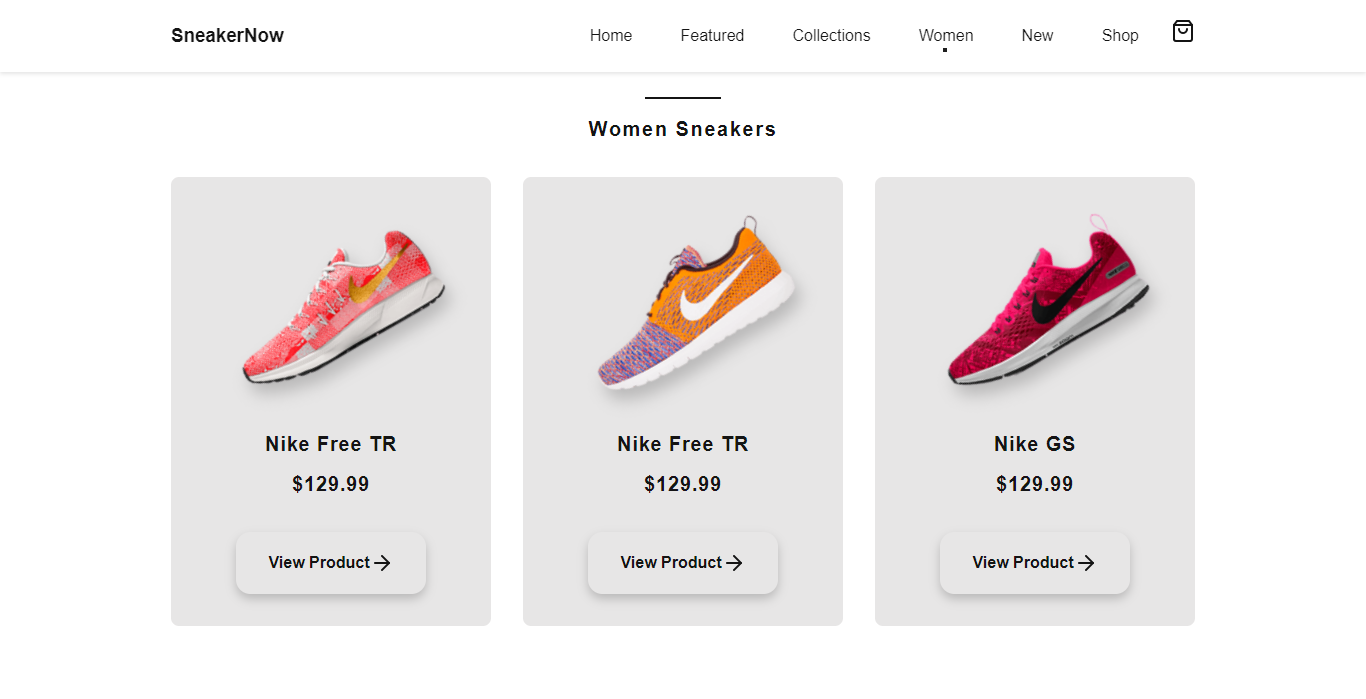 SneakerNow
Home Featured Collections Women New Shop
Women Sneakers
Nike Free TR
$129.99
View Product
Nike Free TR
$129.99
View Product
Nike GS
$129.99
View Product